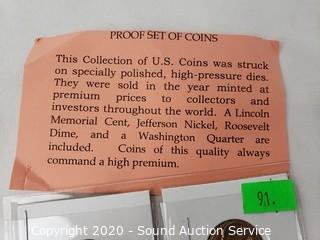 PROOF SET OF COINS
This Collection of U.S. Coins was struck
on specially polished, high-pressure dies.
They were sold in the year minted at
premium prices to collectors and
investors throughout the world. A Lincoln
Memorial Cent, Jefferson Nickel, Roosevelt
Dime, and a Washington Quarter are
included. Coins of this quality always
command a high premium.
91.
Copyright 2020 - Sound Auction Service